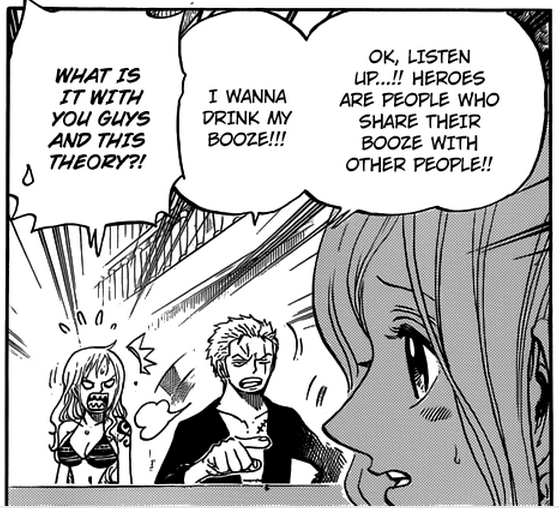 OK, LISTEN
UP...!! HEROES
ARE PEOPLE WHO
SHARE THEIR
BOOZE WITH
OTHER PEOPLE!!
I WANNA
DRINK MY
BOOZE!!!
WHAT IS
IT WITH
YOU GUYS
AND THIS
THEORY?!